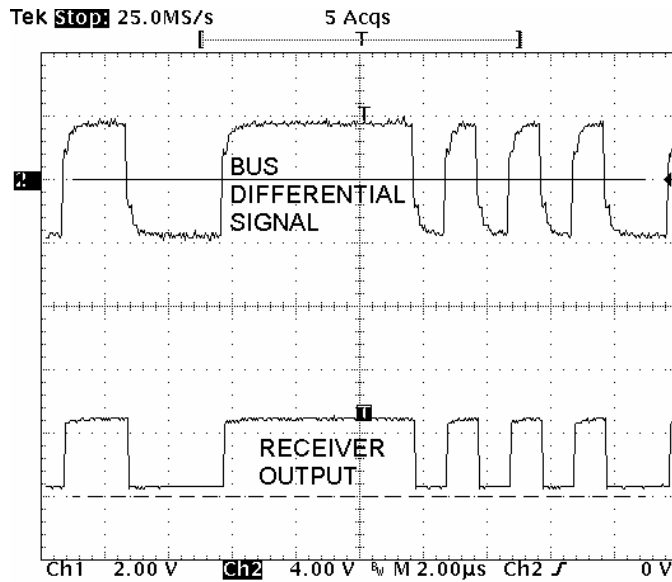 Tek Stop: 25.0MS/s 5 Acqs
T
T
2
BUS
DIFFERENTIAL
SIGNAL
T
RECEIVER
OUTPUT
Ch1 2.00 V Ch2 4.00 V BW M 2.00µs Ch2 0 V